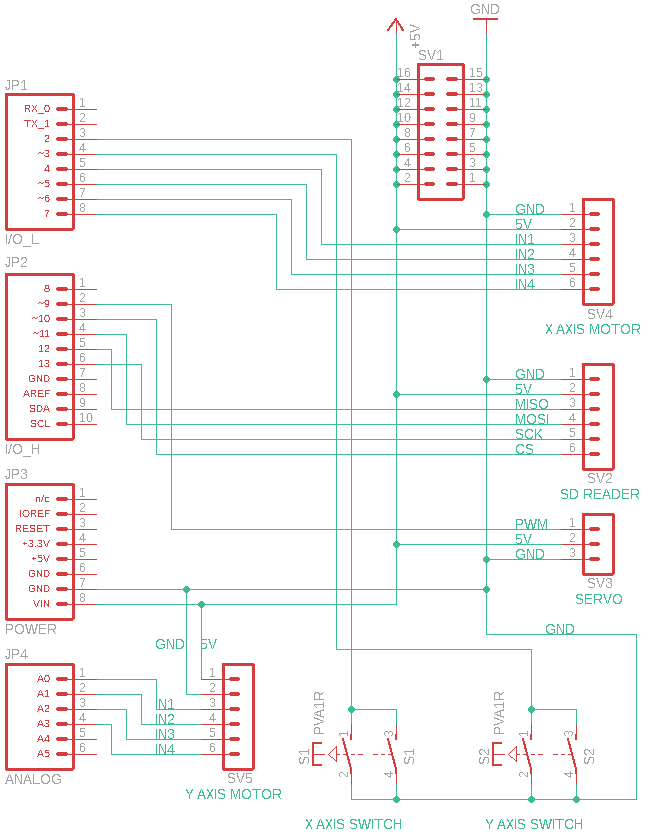 GND
+5V
SV1
16 15
14 13
12 11
10 9
8 7
6 5
4 3
2 1
JP1
RX_0 1
TX_1 2
2 3
~3 4
4 5
~5 6
~6 7
7 8
I/O_L
GND 1
5V 2
IN1 3
IN2 4
IN3 5
IN4 6
SV4
X AXIS MOTOR
JP2
8 1
~9 2
~10 3
~11 4
12 5
13 6
GND 7
AREF 8
SDA 9
SCL 10
I/O_H
GND 1
5V 2
MISO 3
MOSI 4
SCK 5
CS 6
SV2
SD READER
JP3
n/c 1
IOREF 2
RESET 3
+3.3V 4
+5V 5
GND 6
GND 7
VIN 8
POWER
PWM 1
5V 2
GND 3
SV3
SERVO
GND
GND 5V
JP4
A0 1
A1 2
A2 3
A3 4
A4 5
A5 6
ANALOG
1
2
IN1 3
IN2 4
IN3 5
IN4 6
SV5
Y AXIS MOTOR
PVA1R
S1
1
2
3
4
S1
X AXIS SWITCH
PVA1R
S2
1
2
3
4
S2
Y AXIS SWITCH